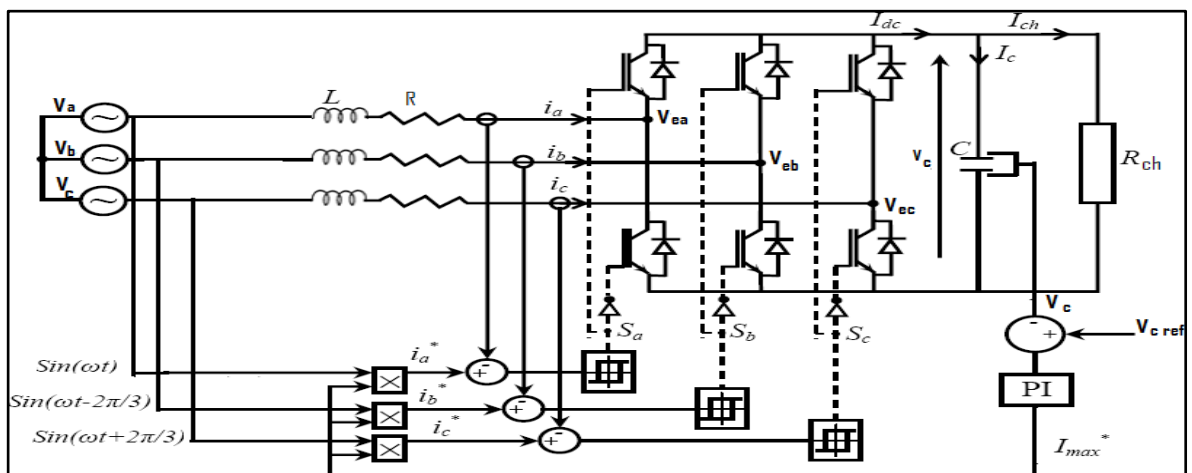 I_dc
I_ch
I_c
V_a
L
R
i_a
V_ea
V_b
i_b
V_eb
V_c
C
R_ch
V_c
i_c
V_ec
V_c
S_a
S_b
S_c
- +
V_c ref
Sin(ωt)
i_a*
+ -
PI
Sin(ωt-2π/3)
i_b*
+ -
Sin(ωt+2π/3)
i_c*
+ -
I_max*